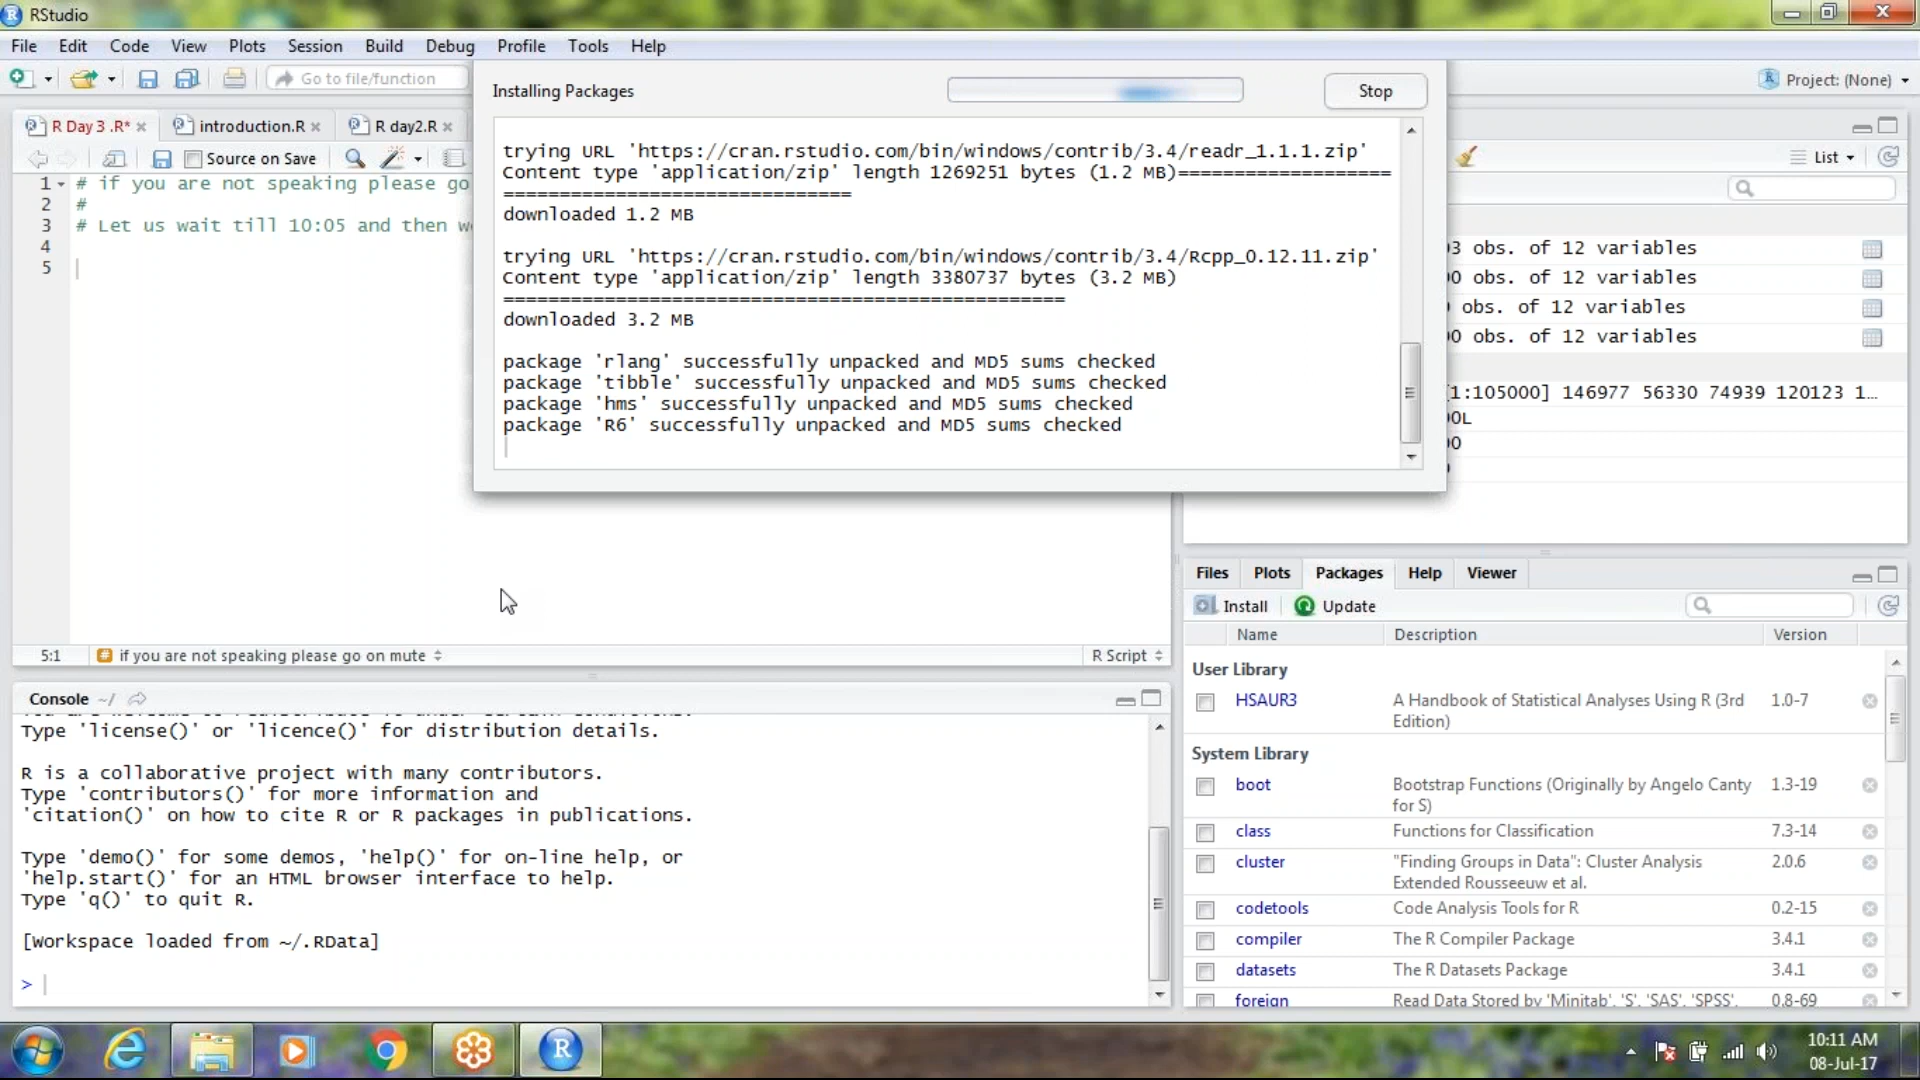 RStudio
File Edit Code View Plots Session Build Debug Profile Tools Help
Go to file/function
Project: (None)
Installing Packages
Stop
trying URL 'https://cran.rstudio.com/bin/windows/contrib/3.4/readr_1.1.1.zip'
Content type 'application/zip' length 1269251 bytes (1.2 MB)===================
===============================
downloaded 1.2 MB
trying URL 'https://cran.rstudio.com/bin/windows/contrib/3.4/Rcpp_0.12.11.zip'
Content type 'application/zip' length 3380737 bytes (3.2 MB)
==================================================
downloaded 3.2 MB
package 'rlang' successfully unpacked and MD5 sums checked
package 'tibble' successfully unpacked and MD5 sums checked
package 'hms' successfully unpacked and MD5 sums checked
package 'R6' successfully unpacked and MD5 sums checked
R Day 3 .R* introduction.R R day2.R
Source on Save
1 # if you are not speaking please go
2 #
3 # Let us wait till 10:05 and then
4
5
5:1 # if you are not speaking please go on mute R Script
List
3 obs. of 12 variables
0 obs. of 12 variables
obs. of 12 variables
0 obs. of 12 variables
[1:105000] 146977 56330 74939 120123 1...
0L
0
Console ~/
Type 'license()' or 'licence()' for distribution details.
R is a collaborative project with many contributors.
Type 'contributors()' for more information and
'citation()' on how to cite R or R packages in publications.
Type 'demo()' for some demos, 'help()' for on-line help, or
'help.start()' for an HTML browser interface to help.
Type 'q()' to quit R.
[Workspace loaded from ~/.RData]
>
Files Plots Packages Help Viewer
Install Update
Name Description Version
User Library
HSAUR3 A Handbook of Statistical Analyses Using R (3rd 1.0-7
Edition)
System Library
boot Bootstrap Functions (Originally by Angelo Canty 1.3-19
for S)
class Functions for Classification 7.3-14
cluster "Finding Groups in Data": Cluster Analysis 2.0.6
Extended Rousseeuw et al.
codetools Code Analysis Tools for R 0.2-15
compiler The R Compiler Package 3.4.1
datasets The R Datasets Package 3.4.1
foreign Read Data Stored by 'Minitab', 'S', 'SAS', 'SPSS', 0.8-69
10:11 AM
08-Jul-17